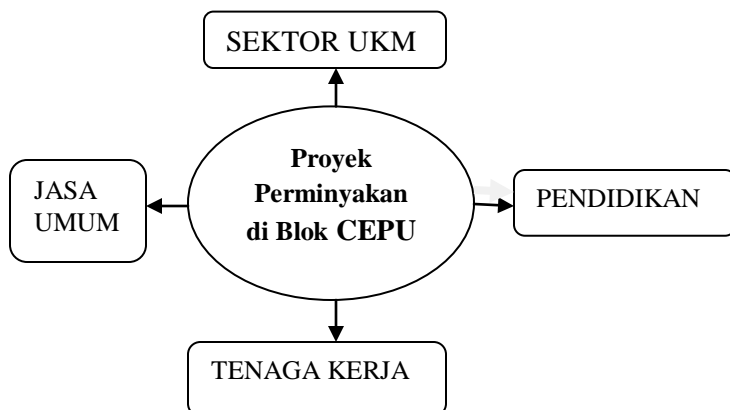 SEKTOR UKM
Proyek
Perminyakan
di Blok CEPU
JASA
UMUM
PENDIDIKAN
TENAGA KERJA